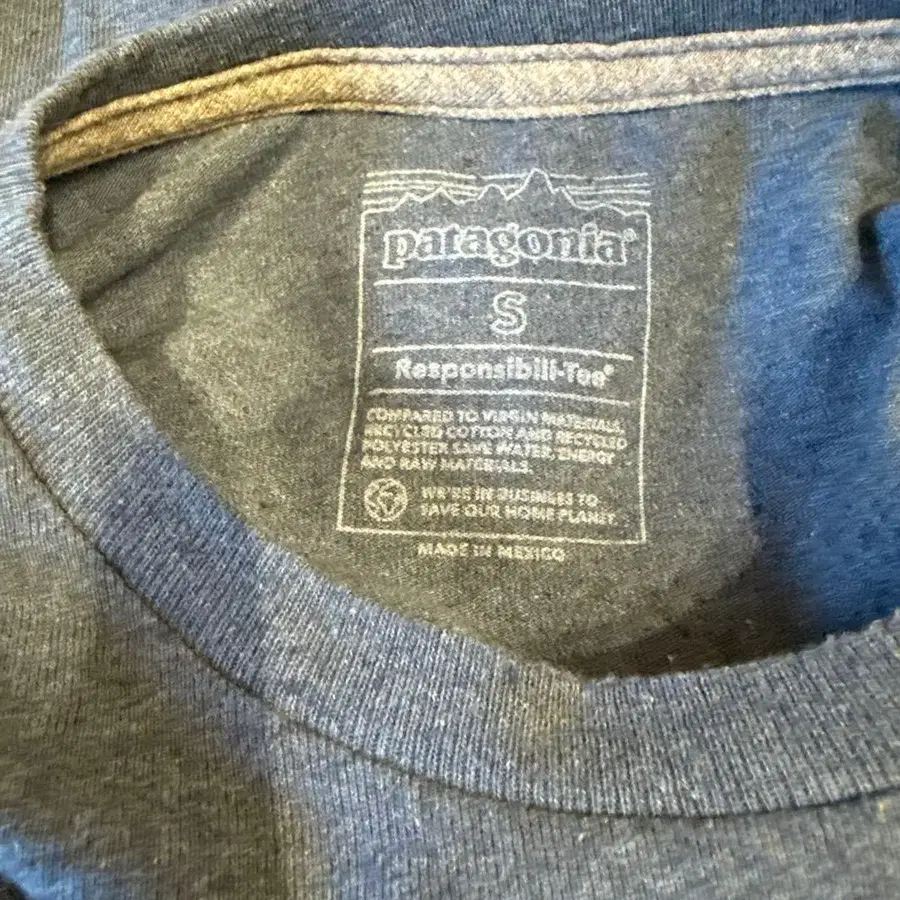 patagonia®
S
Responsibili-Tee®
COMPARED TO VIRGIN MATERIALS,
RECYCLED COTTON AND RECYCLED
POLYESTER SAVE WATER, ENERGY
AND RAW MATERIALS.
WE'RE IN BUSINESS TO
SAVE OUR HOME PLANET.
MADE IN MEXICO